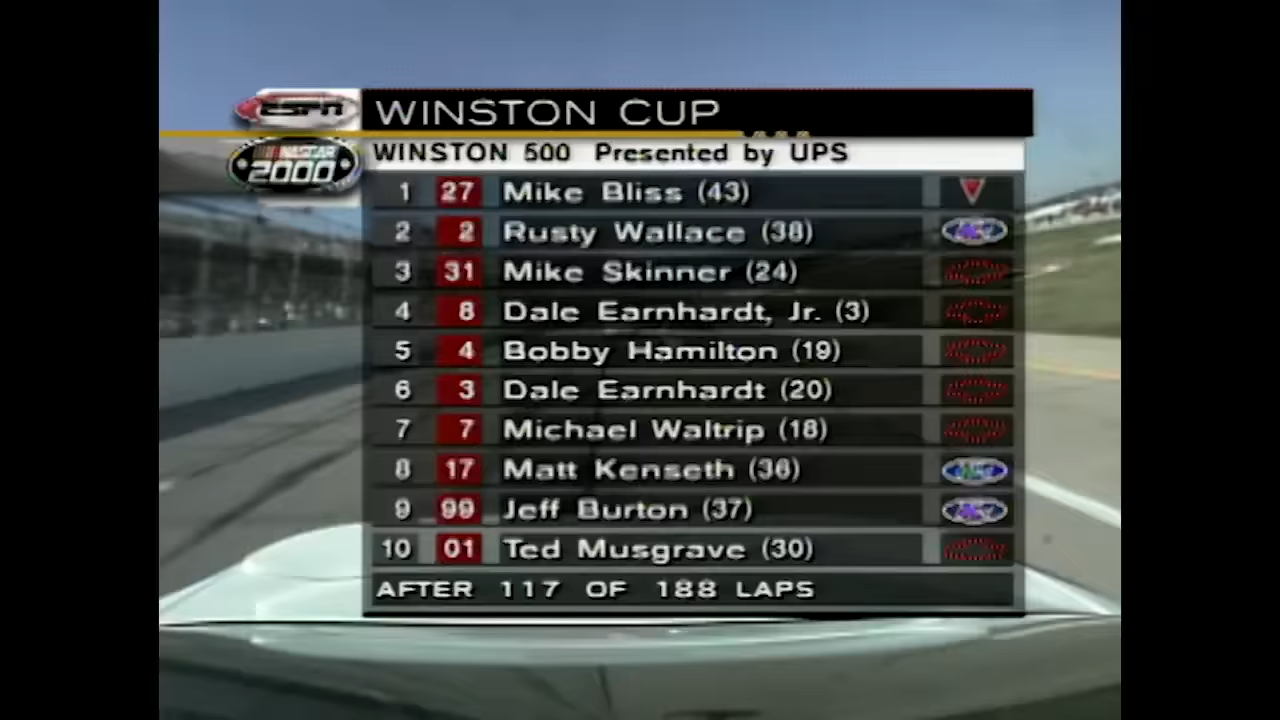 ESPN
WINSTON CUP
NASCAR
2000
WINSTON 500 Presented by UPS
1 27 Mike Bliss (43)
2 2 Rusty Wallace (38)
3 31 Mike Skinner (24)
4 8 Dale Earnhardt, Jr. (3)
5 4 Bobby Hamilton (19)
6 3 Dale Earnhardt (20)
7 7 Michael Waltrip (18)
8 17 Matt Kenseth (36)
9 99 Jeff Burton (37)
10 01 Ted Musgrave (30)
AFTER 117 OF 188 LAPS